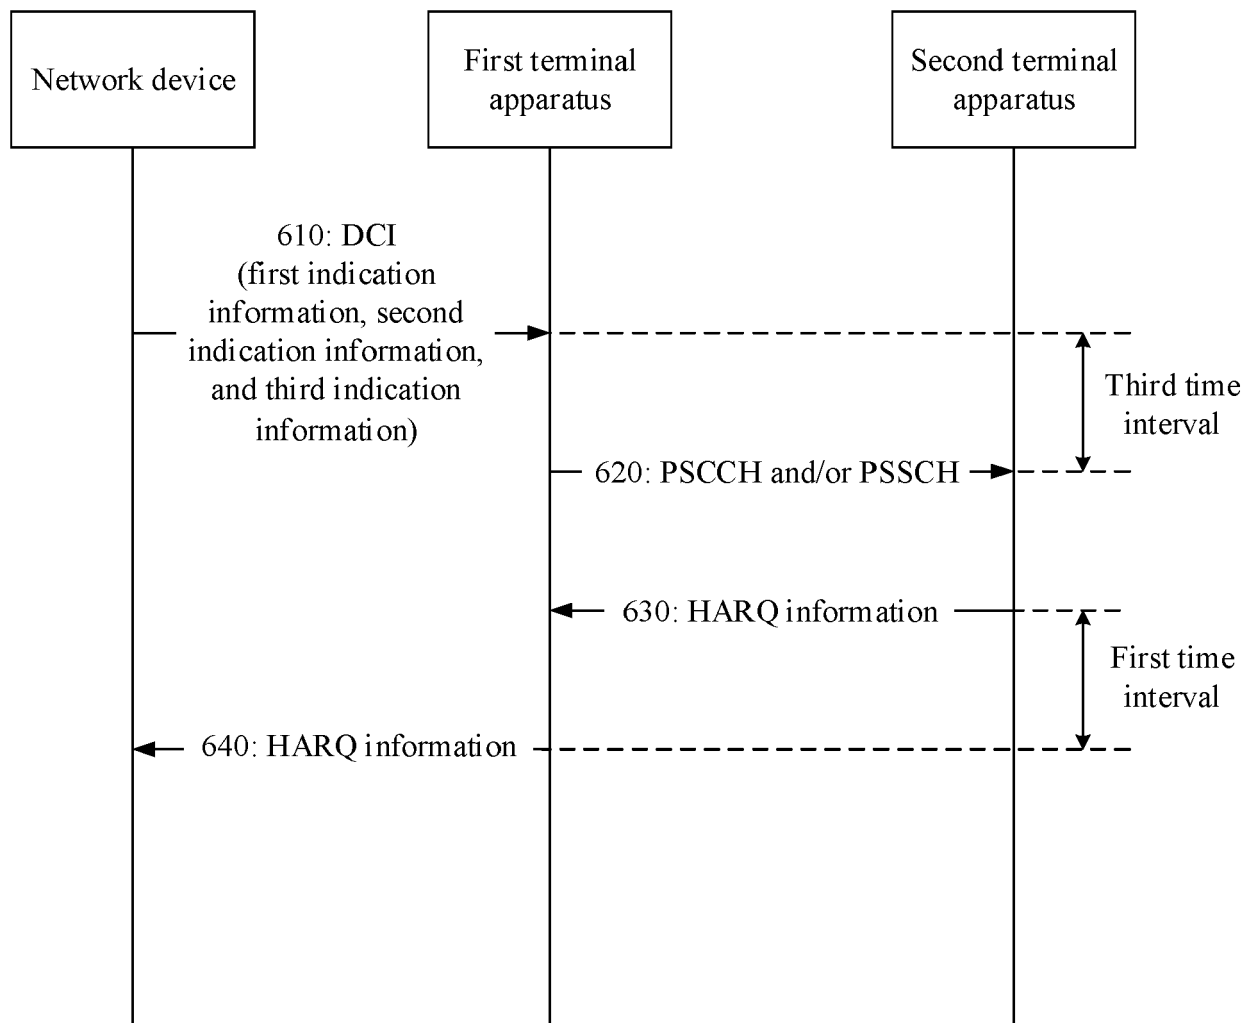 Network device
First terminal
apparatus
Second terminal
apparatus
610: DCI
(first indication
information, second
indication information,
and third indication
information)
Third time
interval
620: PSCCH and/or PSSCH
630: HARQ information
First time
interval
640: HARQ information